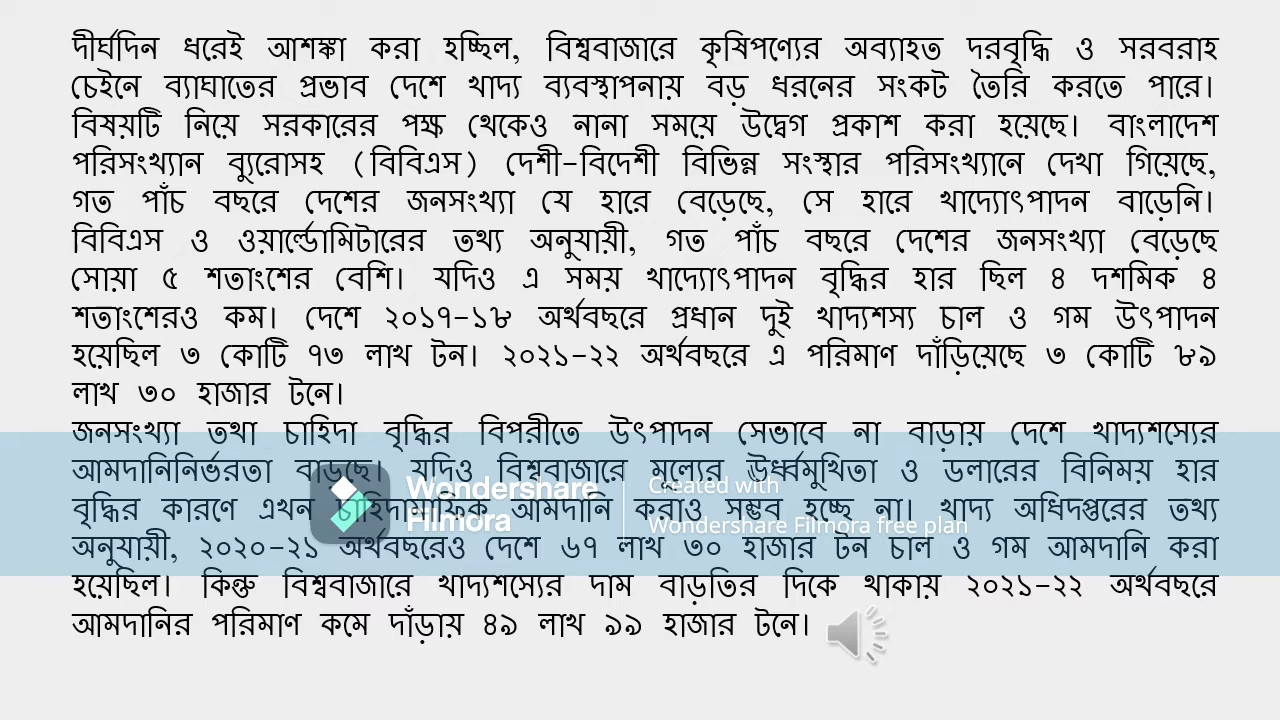 দীর্ঘদিন ধরেই আশঙ্কা করা হচ্ছিল, বিশ্ববাজারে কৃষিপণ্যের অব্যাহত দরবৃদ্ধি ও সরবরাহ
চেইনে ব্যাঘাতের প্রভাব দেশে খাদ্য ব্যবস্থাপনায় বড় ধরনের সংকট তৈরি করতে পারে।
বিষয়টি নিয়ে সরকারের পক্ষ থেকেও নানা সময়ে উদ্বেগ প্রকাশ করা হয়েছে। বাংলাদেশ
পরিসংখ্যান ব্যুরোসহ (বিবিএস) দেশী-বিদেশী বিভিন্ন সংস্থার পরিসংখ্যানে দেখা গিয়েছে,
গত পাঁচ বছরে দেশের জনসংখ্যা যে হারে বেড়েছে, সে হারে খাদ্যোৎপাদন বাড়েনি।
বিবিএস ও ওয়ার্ল্ডোমিটারের তথ্য অনুযায়ী, গত পাঁচ বছরে দেশের জনসংখ্যা বেড়েছে
সোয়া ৫ শতাংশের বেশি। যদিও এ সময় খাদ্যোৎপাদন বৃদ্ধির হার ছিল ৪ দশমিক ৪
শতাংশেরও কম। দেশে ২০১৭-১৮ অর্থবছরে প্রধান দুই খাদ্যশস্য চাল ও গম উৎপাদন
হয়েছিল ৩ কোটি ৭৩ লাখ টন। ২০২১-২২ অর্থবছরে এ পরিমাণ দাঁড়িয়েছে ৩ কোটি ৮৯
লাখ ৩০ হাজার টনে।
জনসংখ্যা তথা চাহিদা বৃদ্ধির বিপরীতে উৎপাদন সেভাবে না বাড়ায় দেশে খাদ্যশস্যের
আমদানিনির্ভরতা বাড়ছে। যদিও বিশ্ববাজারে মূল্যের ঊর্ধ্বমুখিতা ও ডলারের বিনিময় হার
বৃদ্ধির কারণে এখন চাহিদামাফিক আমদানি করাও সম্ভব হচ্ছে না। খাদ্য অধিদপ্তরের তথ্য
অনুযায়ী, ২০২০-২১ অর্থবছরেও দেশে ৬৭ লাখ ৩০ হাজার টন চাল ও গম আমদানি করা
হয়েছিল। কিন্তু বিশ্ববাজারে খাদ্যশস্যের দাম বাড়তির দিকে থাকায় ২০২১-২২ অর্থবছরে
আমদানির পরিমাণ কমে দাঁড়ায় ৪৯ লাখ ৯৯ হাজার টনে।
Wondershare
Filmora
Created with
Wondershare Filmora free plan